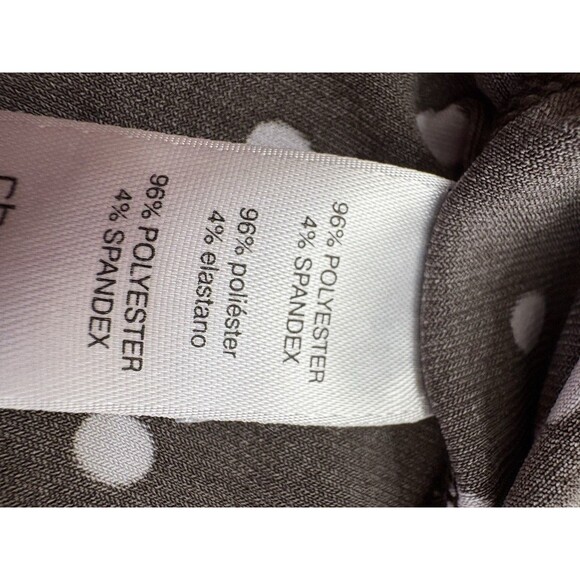 96% POLYESTER
4% SPANDEX
96% poliéster
4% elastano
96% POLYESTER
4% SPANDEX